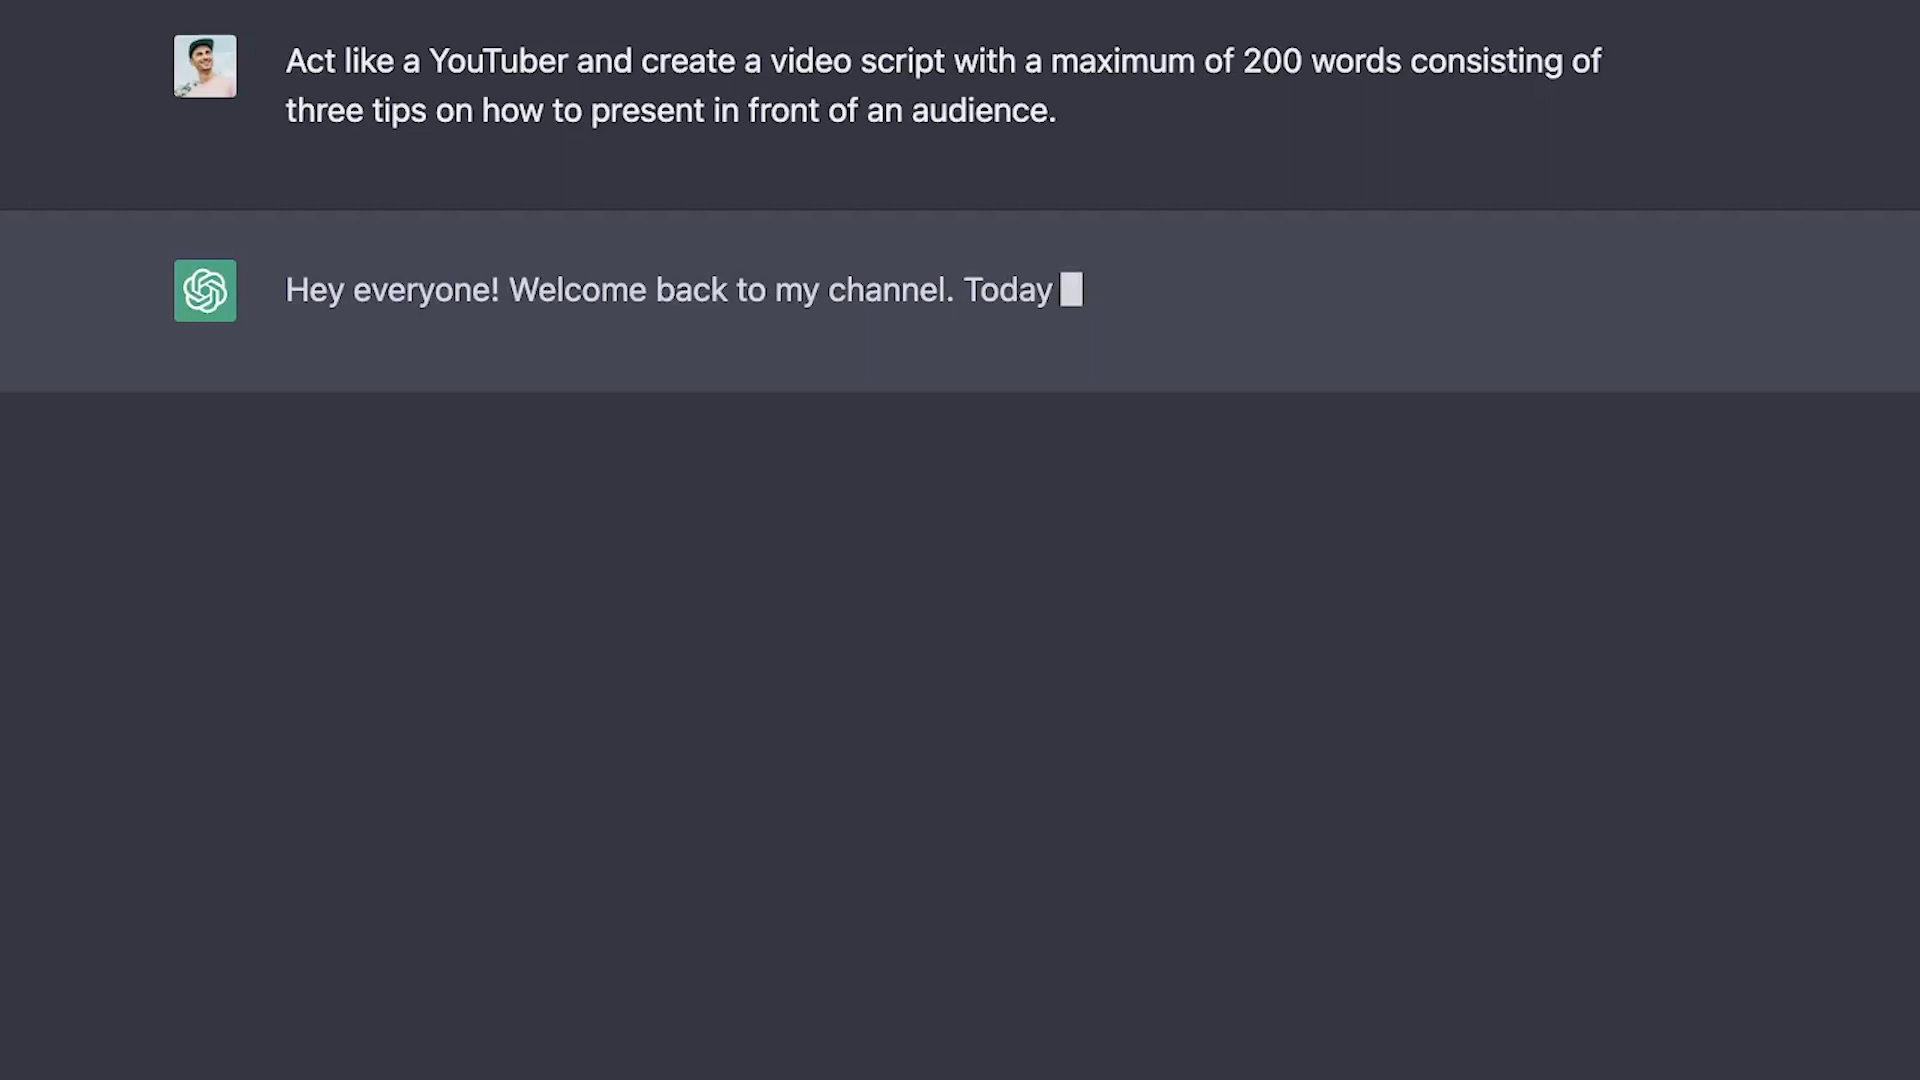 Act like a YouTuber and create a video script with a maximum of 200 words consisting of
three tips on how to present in front of an audience.
Hey everyone! Welcome back to my channel. Today